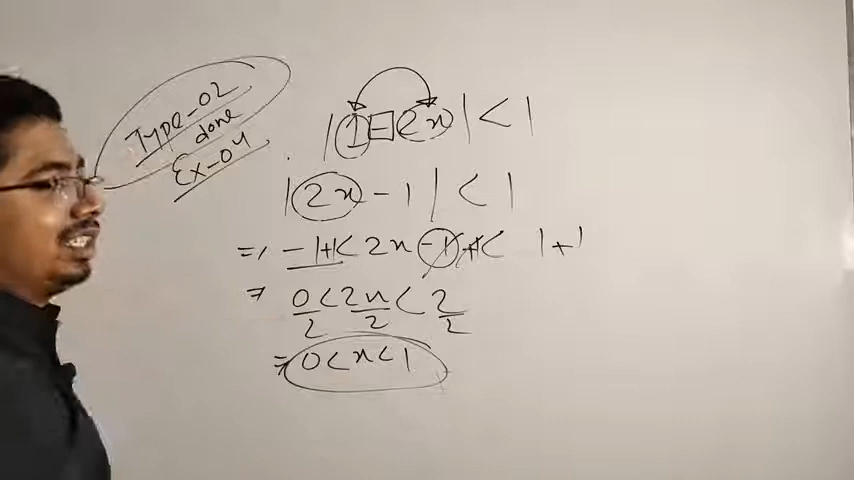 Type-02
done
Ex-04
|1-2x|<1
|2x-1|<1
⇒ -1+1<2x-1+1<1+1
⇒ 0/2<2x/2<2/2
⇒ 0<x<1